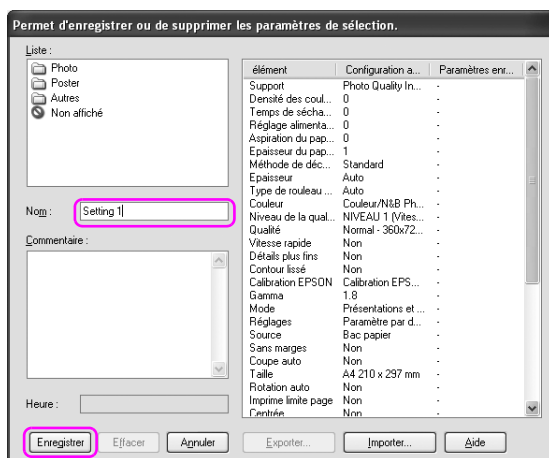 Permet d'enregistrer ou de supprimer les paramètres de sélection.
Liste :
Photo
Poster
Autres
Non affiché
Nom :
Setting 1
Commentaire :
Heure :
élément Configuration a... Paramètres enr...
Support Photo Quality In... -
Densité des coul... 0 -
Temps de sécha... 0 -
Réglage alimenta... 0 -
Aspiration du pap... 0 -
Epaisseur du pap... 1 -
Méthode de déc... Standard -
Epaisseur Auto -
Type de rouleau ... Auto -
Couleur Couleur/N&B Ph... -
Niveau de la qual... NIVEAU 1 (Vites... -
Qualité Normal - 360x72... -
Vitesse rapide Non -
Détails plus fins Non -
Contour lissé Non -
Calibration EPSON Calibration EPS... -
Gamma 1.8 -
Mode Présentations et ... -
Réglages Paramètre par d... -
Source Bac papier -
Sans marges Non -
Coupe auto Non -
Taille A4 210 x 297 mm -
Rotation auto Non -
Imprime limite page Non -
Centrée Non -
Enregistrer Effacer Annuler Exporter... Importer... Aide